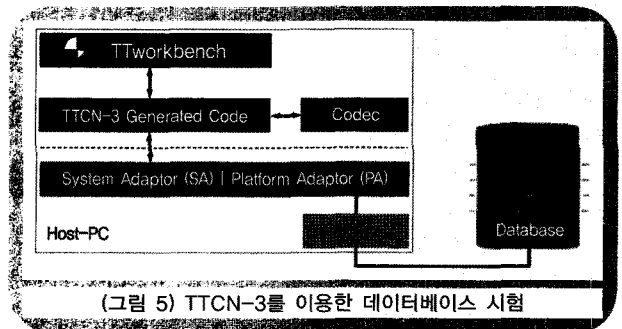 TTworkbench
TTCN-3 Generated Code
Codec
System Adaptor (SA) | Platform Adaptor (PA)
Host-PC
Database
(그림 5) TTCN-3를 이용한 데이터베이스 시험